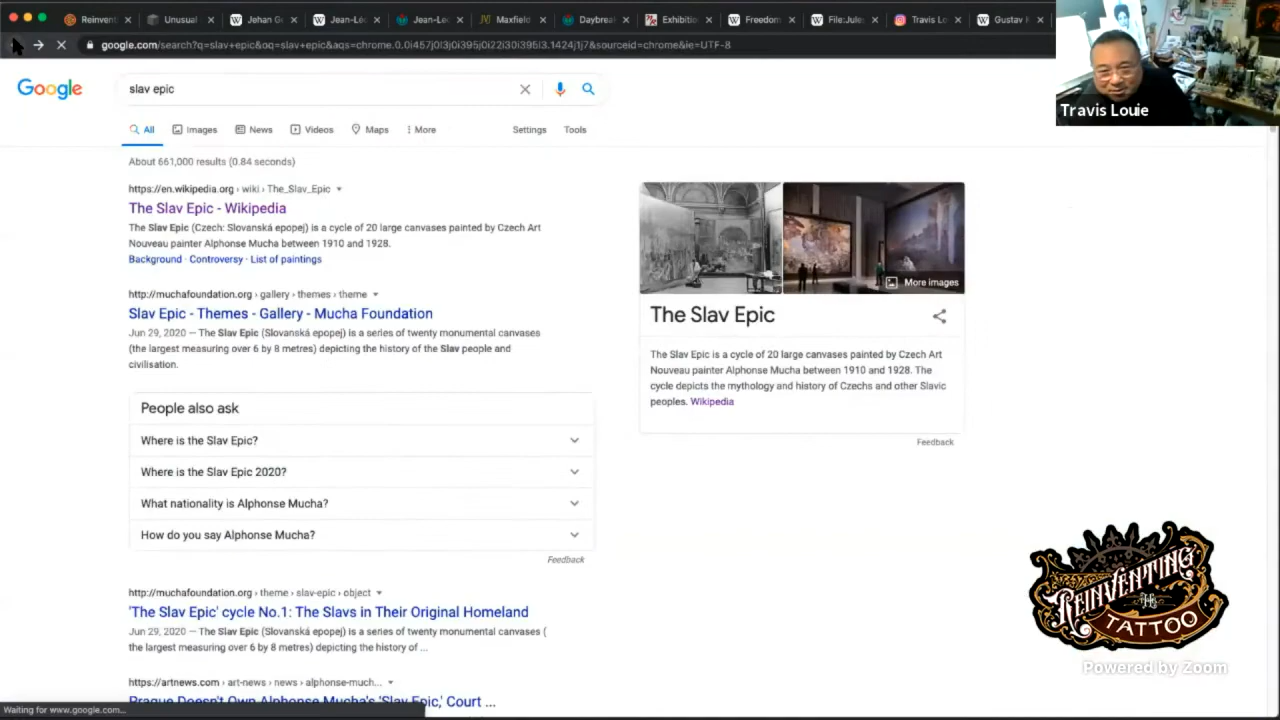 Reinventi
Unusual
Jehan G
Jean-Lé
Jean-Leo
Maxfield
Daybrea
Exhibitio
Freedom
File:Jules
Travis Lo
Gustav K
google.com/search?q=slav+epic&oq=slav+epic&aqs=chrome.0.0i457j0l3j0i395j0i22i30i395l3.1424j1j7&sourceid=chrome&ie=UTF-8
Travis Louie
Google
slav epic
All
Images
News
Videos
Maps
More
Settings
Tools
About 661,000 results (0.84 seconds)
https://en.wikipedia.org › wiki › The_Slav_Epic
The Slav Epic - Wikipedia
The Slav Epic (Czech: Slovanská epopej) is a cycle of 20 large canvases painted by Czech Art
Nouveau painter Alphonse Mucha between 1910 and 1928.
Background · Controversy · List of paintings
http://muchafoundation.org › gallery › themes › theme
Slav Epic - Themes - Gallery - Mucha Foundation
Jun 29, 2020 — The Slav Epic (Slovanská epopej) is a series of twenty monumental canvases
(the largest measuring over 6 by 8 metres) depicting the history of the Slav people and
civilisation.
People also ask
Where is the Slav Epic?
Where is the Slav Epic 2020?
What nationality is Alphonse Mucha?
How do you say Alphonse Mucha?
Feedback
http://muchafoundation.org › theme › slav-epic › object
'The Slav Epic' cycle No.1: The Slavs in Their Original Homeland
Jun 29, 2020 — The Slav Epic (Slovanská epopej) is a series of twenty monumental canvases (
the largest measuring over 6 by 8 metres) depicting the history of ...
https://artnews.com › art-news › news › alphonse-much...
Prague Doesn't Own Alphonse Mucha's 'Slav Epic,' Court ...
More images
The Slav Epic
The Slav Epic is a cycle of 20 large canvases painted by Czech Art
Nouveau painter Alphonse Mucha between 1910 and 1928. The
cycle depicts the mythology and history of Czechs and other Slavic
peoples. Wikipedia
Feedback
REINVENTING
THE
TATTOO
Powered by Zoom
Waiting for www.google.com...